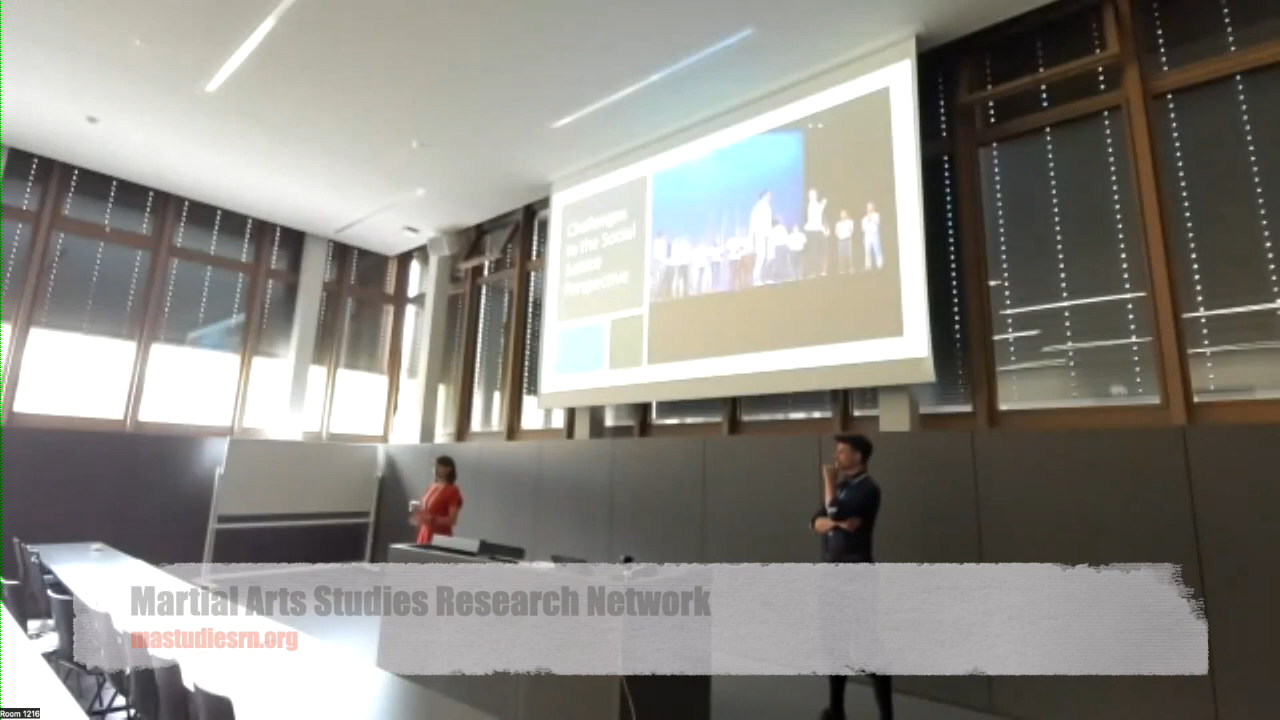 Challenges
to the Social
Justice
Perspective
Martial Arts Studies Research Network
mastudiesrn.org
Room 1216